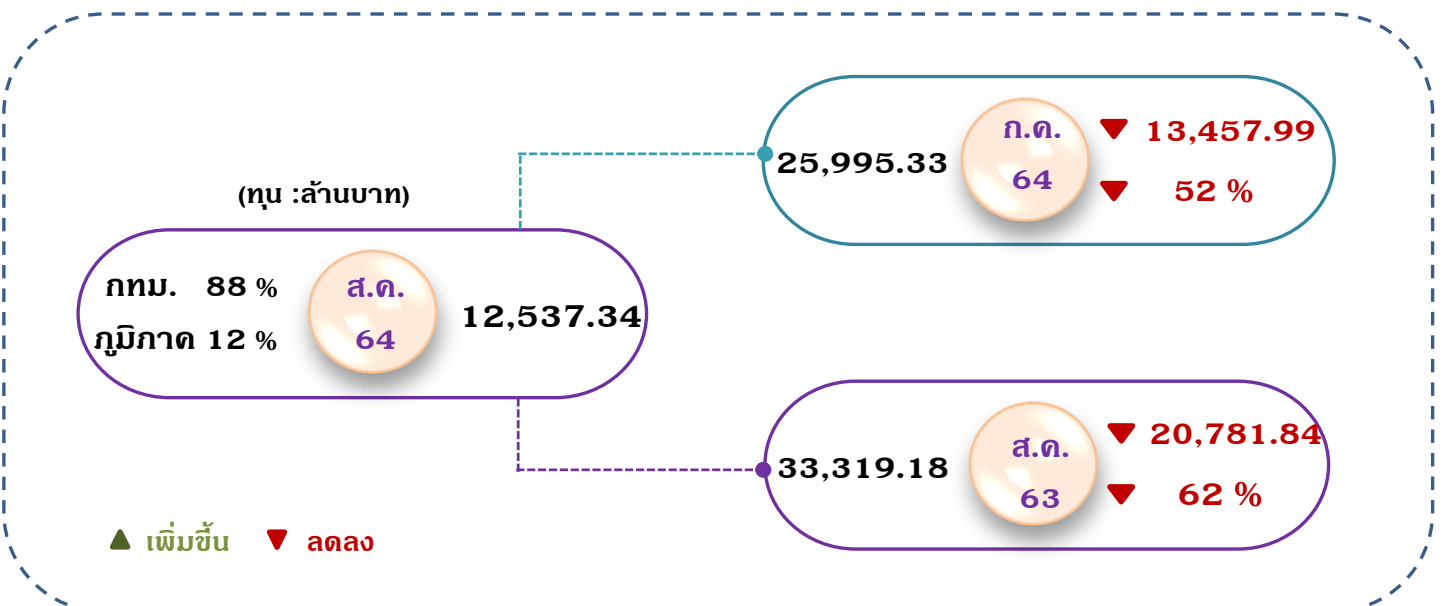 (ทุน :ล้านบาท)
กทม. 88 %
ภูมิภาค 12 %
ส.ค.
64
12,537.34
25,995.33
ก.ค.
64
▼ 13,457.99
▼ 52 %
33,319.18
ส.ค.
63
▼ 20,781.84
▼ 62 %
▲ เพิ่มขึ้น ▼ ลดลง